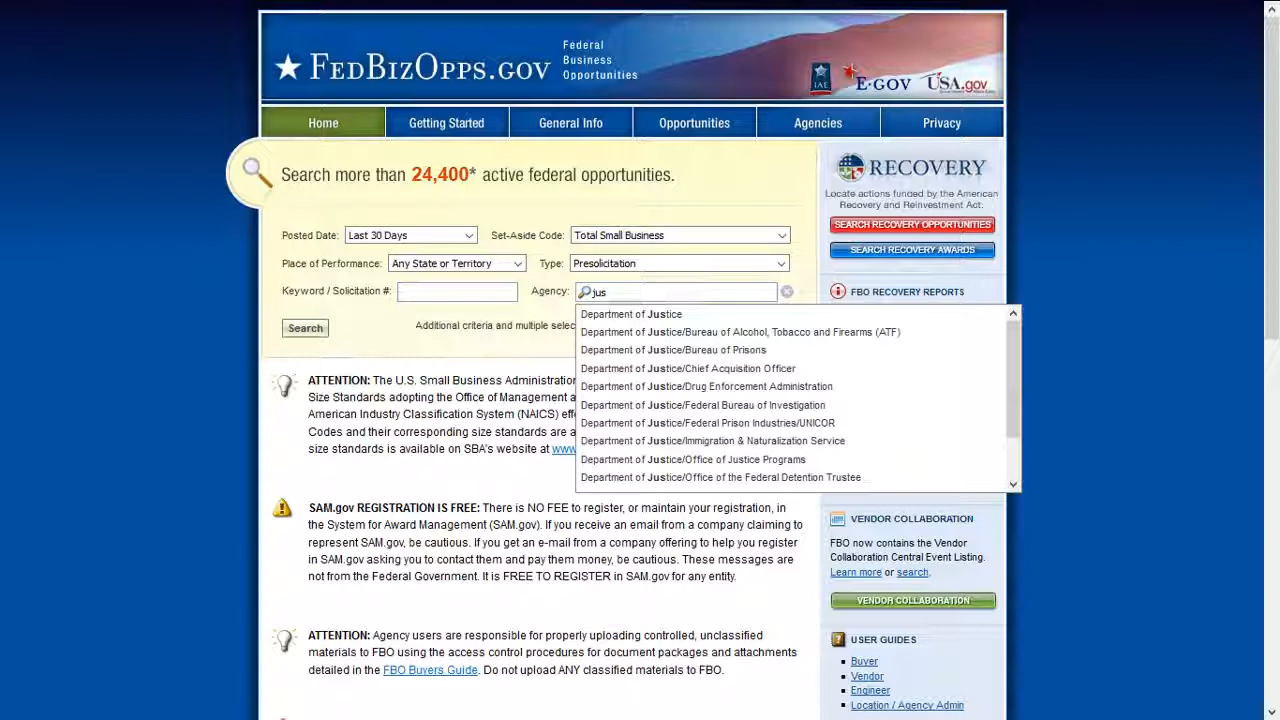 FEDBIZOPPS.GOV
Federal
Business
Opportunities
IAE
E-GOV
USA.gov
Home
Getting Started
General Info
Opportunities
Agencies
Privacy
Search more than 24,400* active federal opportunities.
Posted Date:
Last 30 Days
Set-Aside Code:
Total Small Business
Place of Performance:
Any State or Territory
Type:
Presolicitation
Keyword / Solicitation #:
Agency:
jus
Search
Additional criteria and multiple selec
Department of Justice
Department of Justice/Bureau of Alcohol, Tobacco and Firearms (ATF)
Department of Justice/Bureau of Prisons
Department of Justice/Chief Acquisition Officer
Department of Justice/Drug Enforcement Administration
Department of Justice/Federal Bureau of Investigation
Department of Justice/Federal Prison Industries/UNICOR
Department of Justice/Immigration & Naturalization Service
Department of Justice/Office of Justice Programs
Department of Justice/Office of the Federal Detention Trustee
ATTENTION: The U.S. Small Business Administration
Size Standards adopting the Office of Management a
American Industry Classification System (NAICS) effe
Codes and their corresponding size standards are a
size standards is available on SBA's website at www
SAM.gov REGISTRATION IS FREE: There is NO FEE to register, or maintain your registration, in
the System for Award Management (SAM.gov). If you receive an email from a company claiming to
represent SAM.gov, be cautious. If you get an e-mail from a company offering to help you register
in SAM.gov asking you to contact them and pay them money, be cautious. These messages are
not from the Federal Government. It is FREE TO REGISTER in SAM.gov for any entity.
ATTENTION: Agency users are responsible for properly uploading controlled, unclassified
materials to FBO using the access control procedures for document packages and attachments
detailed in the FBO Buyers Guide. Do not upload ANY classified materials to FBO.
RECOVERY
Locate actions funded by the American
Recovery and Reinvestment Act.
SEARCH RECOVERY OPPORTUNITIES
SEARCH RECOVERY AWARDS
FBO RECOVERY REPORTS
VENDOR COLLABORATION
FBO now contains the Vendor
Collaboration Central Event Listing.
Learn more or search.
VENDOR COLLABORATION
USER GUIDES
Buyer
Vendor
Engineer
Location / Agency Admin